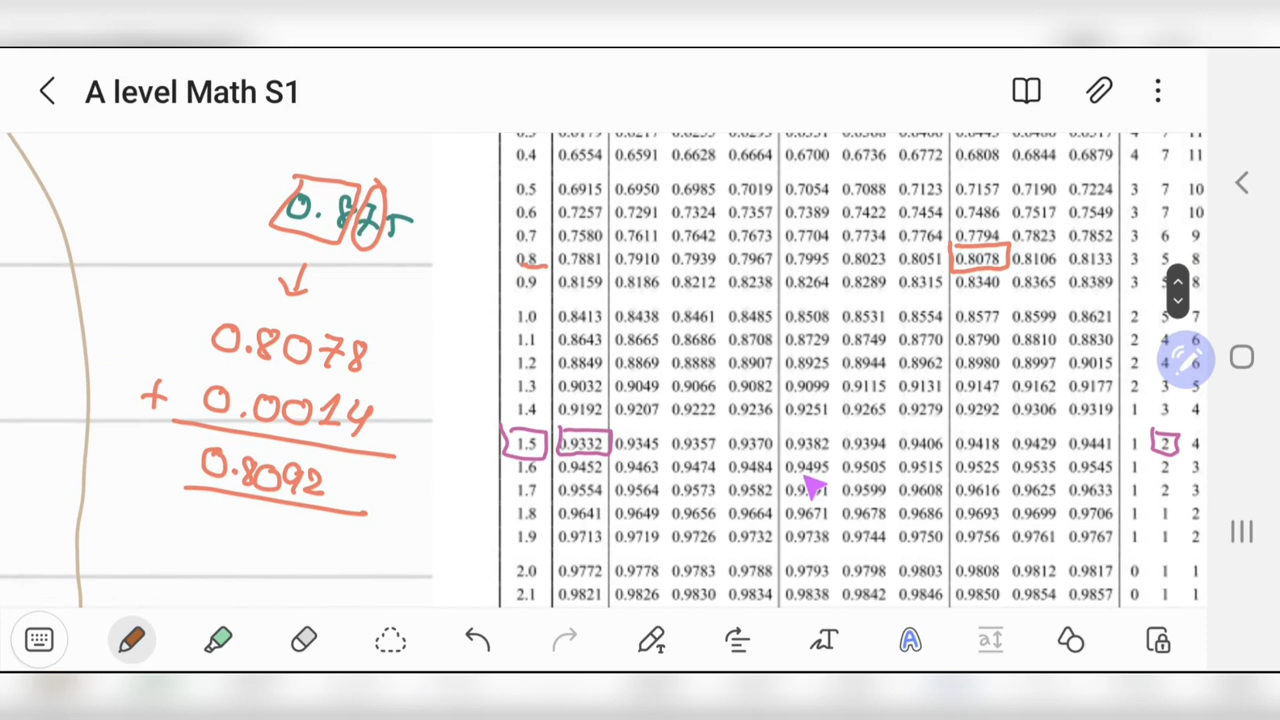 A level Math S1
0.875
0.8078
+ 0.0014
0.8092
0.4 0.6554 0.6591 0.6628 0.6664 0.6700 0.6736 0.6772 0.6808 0.6844 0.6879 4 7 11
0.5 0.6915 0.6950 0.6985 0.7019 0.7054 0.7088 0.7123 0.7157 0.7190 0.7224 3 7 10
0.6 0.7257 0.7291 0.7324 0.7357 0.7389 0.7422 0.7454 0.7486 0.7517 0.7549 3 7 10
0.7 0.7580 0.7611 0.7642 0.7673 0.7704 0.7734 0.7764 0.7794 0.7823 0.7852 3 6 9
0.8 0.7881 0.7910 0.7939 0.7967 0.7995 0.8023 0.8051 0.8078 0.8106 0.8133 3 5 8
0.9 0.8159 0.8186 0.8212 0.8238 0.8264 0.8289 0.8315 0.8340 0.8365 0.8389 3 5 8
1.0 0.8413 0.8438 0.8461 0.8485 0.8508 0.8531 0.8554 0.8577 0.8599 0.8621 2 5 7
1.1 0.8643 0.8665 0.8686 0.8708 0.8729 0.8749 0.8770 0.8790 0.8810 0.8830 2 4 6
1.2 0.8849 0.8869 0.8888 0.8907 0.8925 0.8944 0.8962 0.8980 0.8997 0.9015 2 4 6
1.3 0.9032 0.9049 0.9066 0.9082 0.9099 0.9115 0.9131 0.9147 0.9162 0.9177 2 3 5
1.4 0.9192 0.9207 0.9222 0.9236 0.9251 0.9265 0.9279 0.9292 0.9306 0.9319 1 3 4
1.5 0.9332 0.9345 0.9357 0.9370 0.9382 0.9394 0.9406 0.9418 0.9429 0.9441 1 2 4
1.6 0.9452 0.9463 0.9474 0.9484 0.9495 0.9505 0.9515 0.9525 0.9535 0.9545 1 2 3
1.7 0.9554 0.9564 0.9573 0.9582 0.9599 0.9608 0.9616 0.9625 0.9633 1 2 3
1.8 0.9641 0.9649 0.9656 0.9664 0.9671 0.9678 0.9686 0.9693 0.9699 0.9706 1 1 2
1.9 0.9713 0.9719 0.9726 0.9732 0.9738 0.9744 0.9750 0.9756 0.9761 0.9767 1 1 2
2.0 0.9772 0.9778 0.9783 0.9788 0.9793 0.9798 0.9803 0.9808 0.9812 0.9817 0 1 1
2.1 0.9821 0.9826 0.9830 0.9834 0.9838 0.9842 0.9846 0.9850 0.9854 0.9857 0 1 1